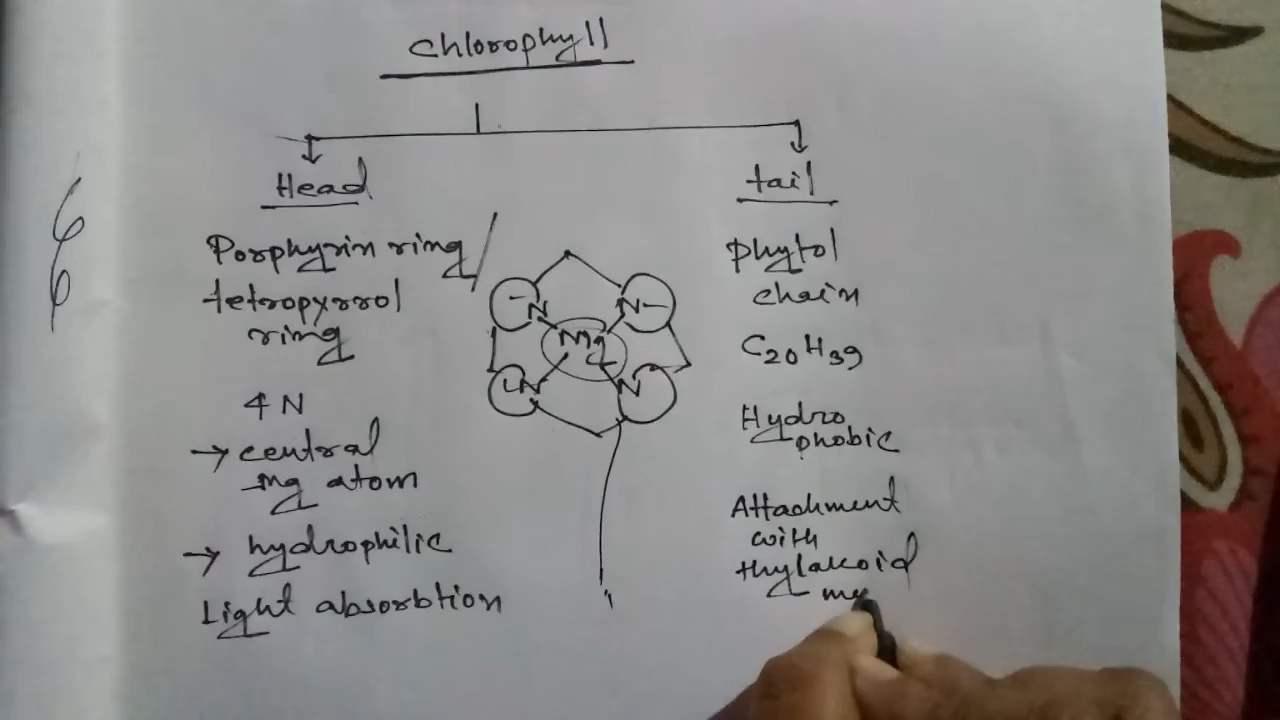 Chlorophyll
Head
Porphyrin ring/
tetropyrrol
ring
4 N
→ central
mg atom
→ hydrophilic
Light absorbtion
N
N
Mg
N
N
tail
Phytol
chain
C20H39
Hydro
phobic
Attachment
with
thylakoid
me